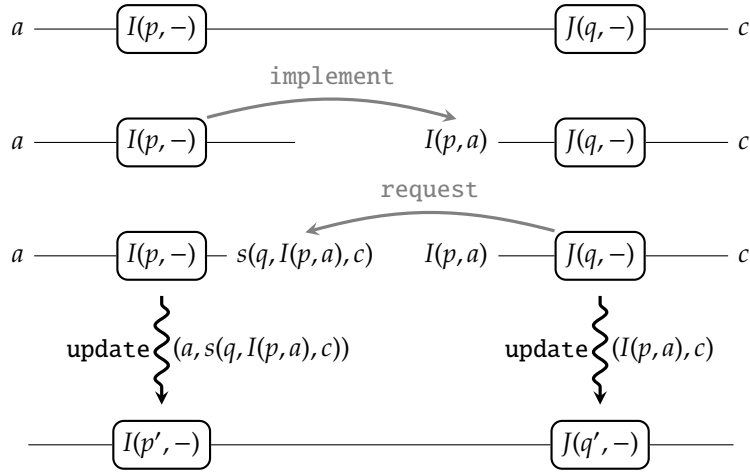 a I(p, −) J(q, −) c
implement
a I(p, −) I(p, a) J(q, −) c
request
a I(p, −) s(q, I(p, a), c) I(p, a) J(q, −) c
update (a, s(q, I(p, a), c)) update (I(p, a), c)
I(p′, −) J(q′, −)